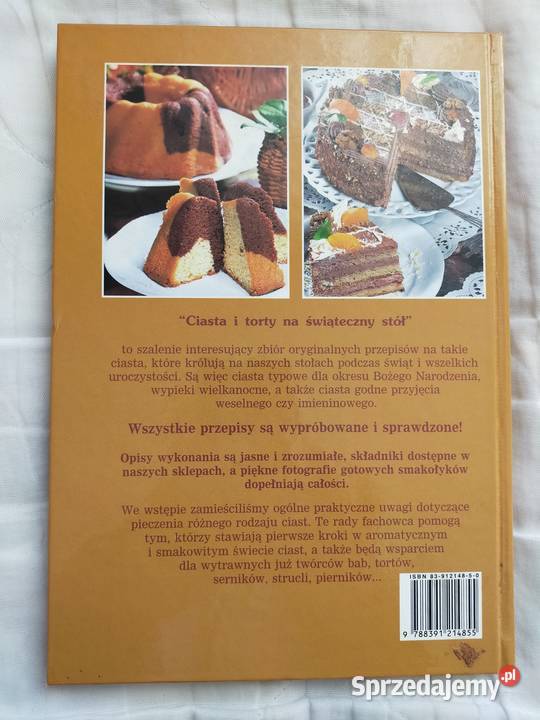 “Ciasta i torty na świąteczny stół”
to szalenie interesujący zbiór oryginalnych przepisów na takie
ciasta, które królują na naszych stołach podczas świąt i wszelkich
uroczystości. Są więc ciasta typowe dla okresu Bożego Narodzenia,
wypieki wielkanocne, a także ciasta godne przyjęcia
weselnego czy imieninowego.
Wszystkie przepisy są wypróbowane i sprawdzone!
Opisy wykonania są jasne i zrozumiałe, składniki dostępne w
naszych sklepach, a piękne fotografie gotowych smakołyków
dopełniają całości.
We wstępie zamieściliśmy ogólne praktyczne uwagi dotyczące
pieczenia różnego rodzaju ciast. Te rady fachowca pomogą
tym, którzy stawiają pierwsze kroki w aromatycznym
i smakowitym świecie ciast, a także będą wsparciem
dla wytrawnych już twórców bab, tortów,
serników, strucli, pierników...
ISBN 83-912148-5-0
9 788391 214855
Sprzedajemy.pl